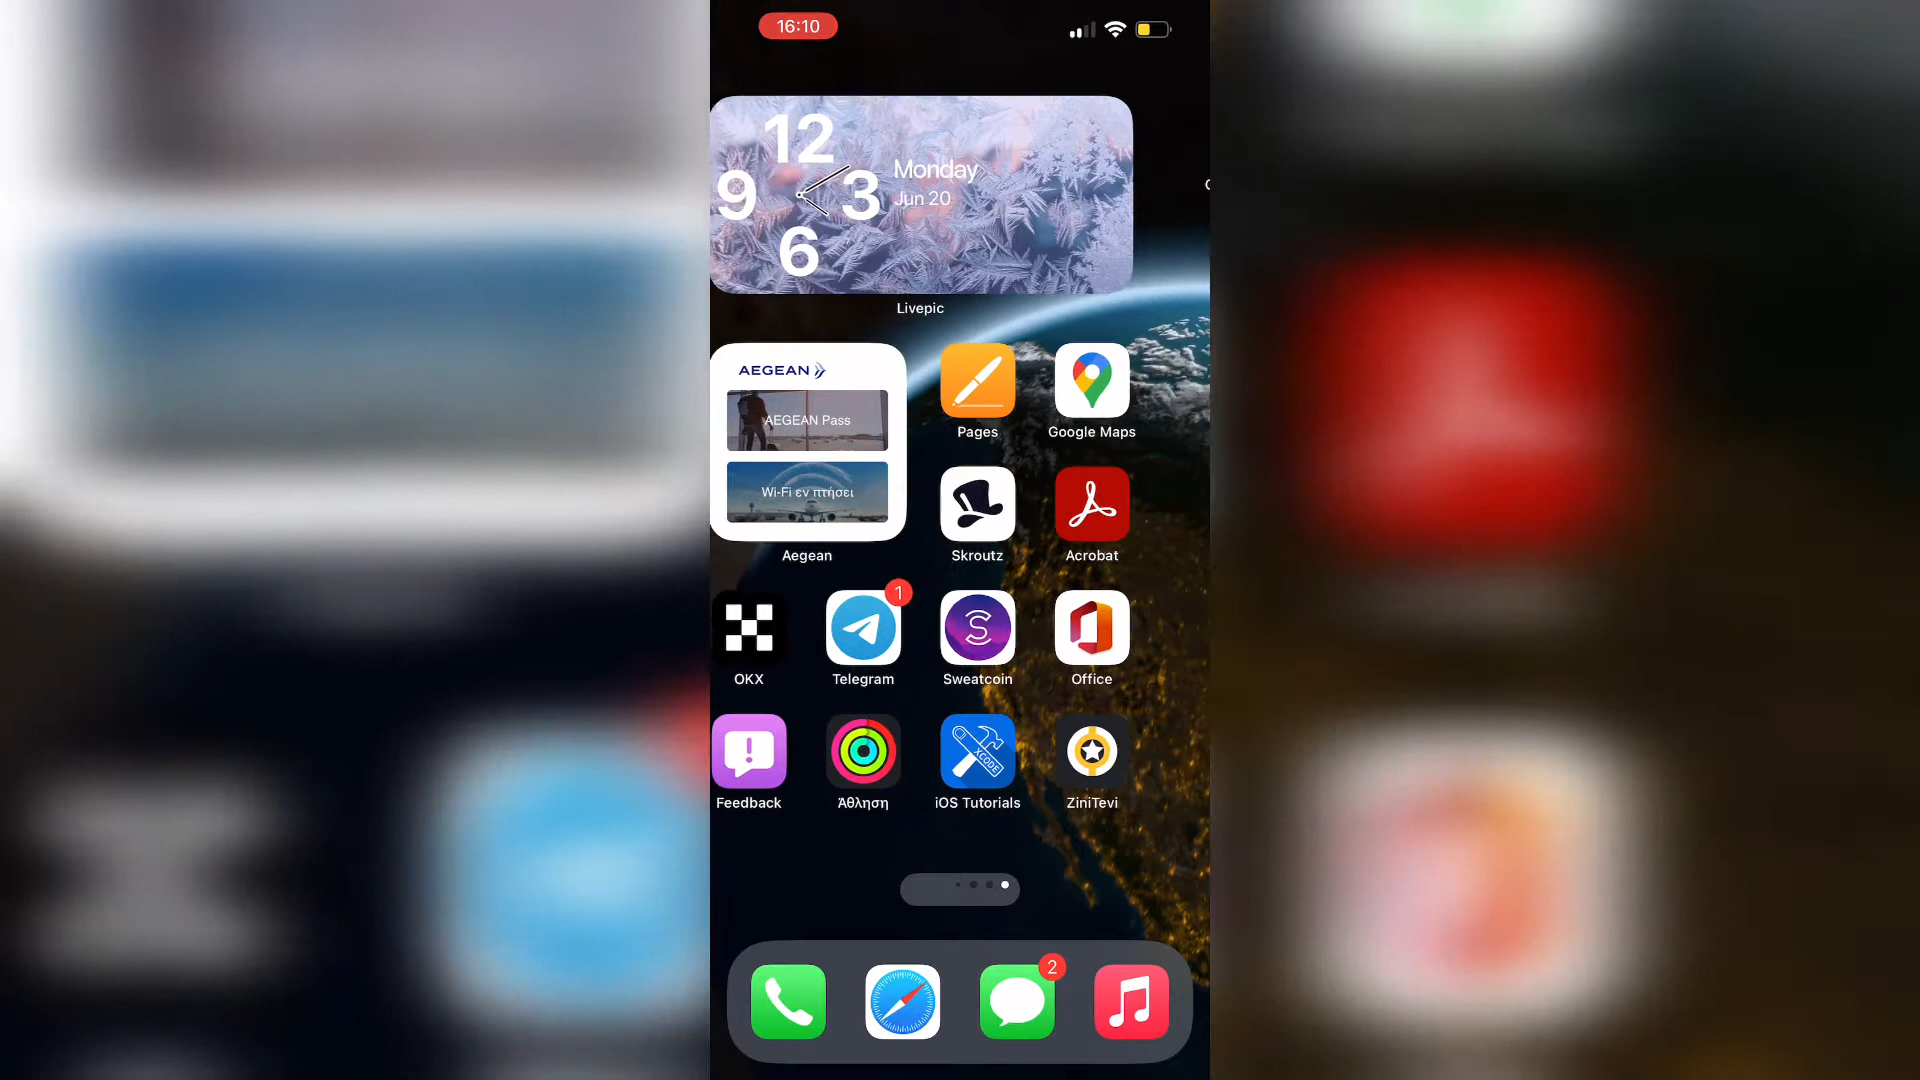 16:10
12
9
3
6
Monday
Jun 20
Livepic
AEGEAN
AEGEAN Pass
Wi-Fi εν πτήσει
Aegean
Pages
Google Maps
Skroutz
Acrobat
1
OKX
Telegram
Sweatcoin
Office
XCODE
Feedback
Άθληση
iOS Tutorials
ZiniTevi
2